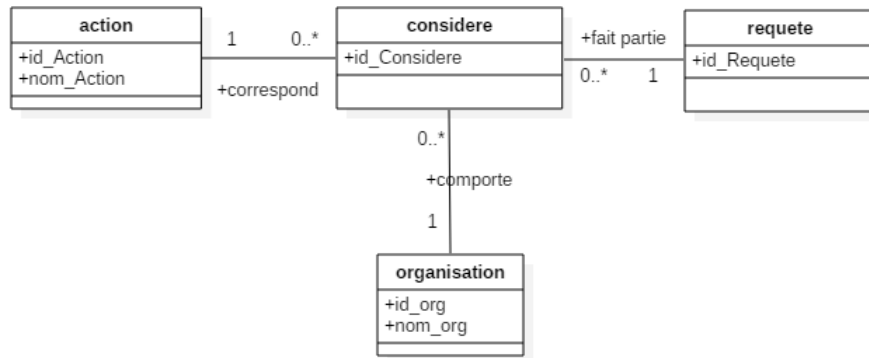 action
+id_Action
+nom_Action
1
0..*
+correspond
considère
+id_Considere
+fait partie
0..*
1
requete
+id_Requete
0..*
+comporte
1
organisation
+id_org
+nom_org